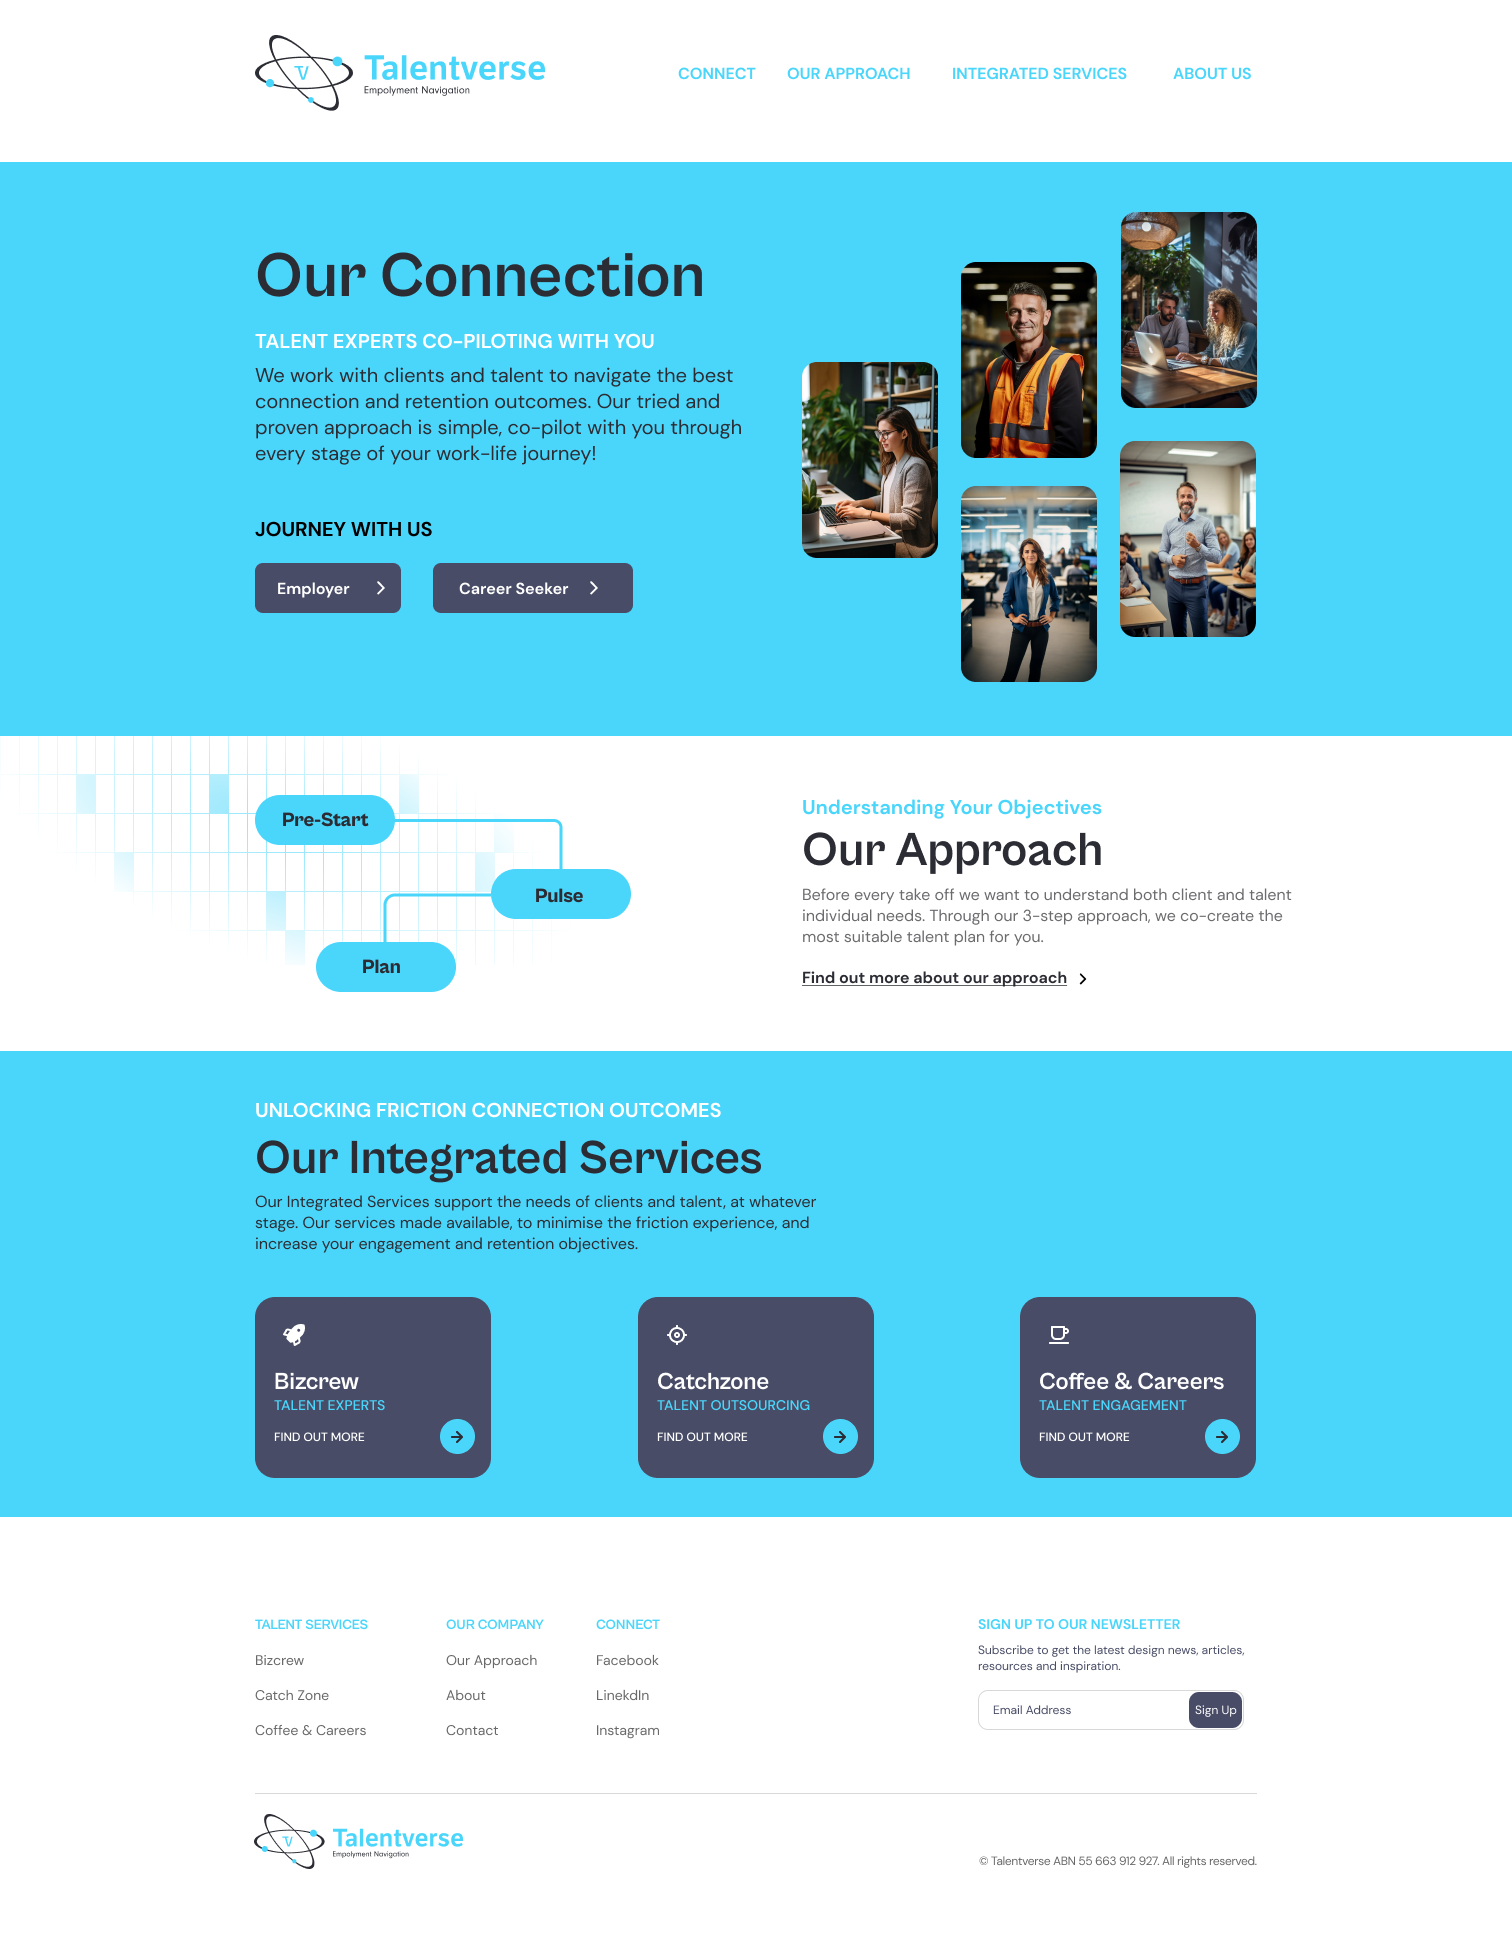 TV
Talentverse
Empolyment Navigation
CONNECT
OUR APPROACH
INTEGRATED SERVICES
ABOUT US
Our Connection
TALENT EXPERTS CO-PILOTING WITH YOU
We work with clients and talent to navigate the best
connection and retention outcomes. Our tried and
proven approach is simple, co-pilot with you through
every stage of your work-life journey!
JOURNEY WITH US
Employer
Career Seeker
Pre-Start
Pulse
Plan
Understanding Your Objectives
Our Approach
Before every take off we want to understand both client and talent
individual needs. Through our 3-step approach, we co-create the
most suitable talent plan for you.
Find out more about our approach
UNLOCKING FRICTION CONNECTION OUTCOMES
Our Integrated Services
Our Integrated Services support the needs of clients and talent, at whatever
stage. Our services made available, to minimise the friction experience, and
increase your engagement and retention objectives.
Bizcrew
TALENT EXPERTS
FIND OUT MORE
Catchzone
TALENT OUTSOURCING
FIND OUT MORE
Coffee & Careers
TALENT ENGAGEMENT
FIND OUT MORE
TALENT SERVICES
Bizcrew
Catch Zone
Coffee & Careers
OUR COMPANY
Our Approach
About
Contact
CONNECT
Facebook
LinekdIn
Instagram
SIGN UP TO OUR NEWSLETTER
Subscribe to get the latest design news, articles,
resources and inspiration.
Email Address
Sign Up
TV
Talentverse
Empolyment Navigation
© Talentverse ABN 55 663 912 927. All rights reserved.